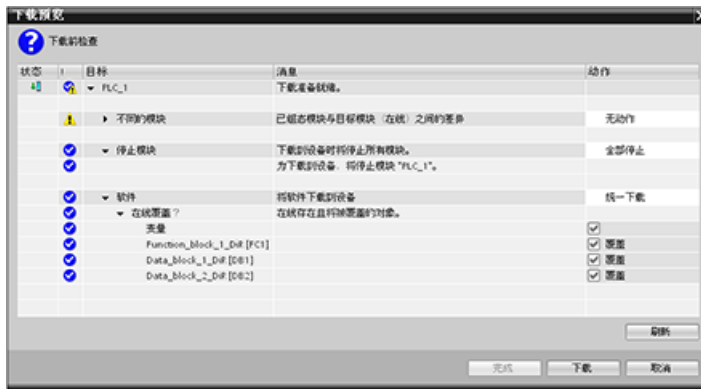 下载预览
下载前检查
状态 ! 目标 消息 动作
PLC_1 下载准备就绪。
不同的模块 已组态模块与目标模块（在线）之间的差异 无动作
停止模块 下载到设备时将停止所有模块。 全部停止
为下载到设备，将停止模块 "PLC_1"。
软件 将软件下载到设备 统一下载
在线覆盖？ 在线存在且将被覆盖的对象。
变量
Function_block_1_Dif [FC1] 覆盖
Data_block_1_Dif [DB1] 覆盖
Data_block_2_Dif [DB2] 覆盖
刷新
完成 下载 取消